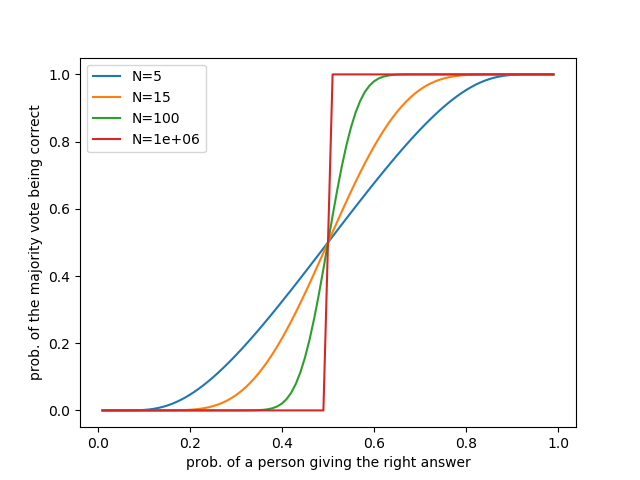 N=5
N=15
N=100
N=1e+06
prob. of the majority vote being correct
1.0
0.8
0.6
0.4
0.2
0.0
0.0 0.2 0.4 0.6 0.8 1.0
prob. of a person giving the right answer